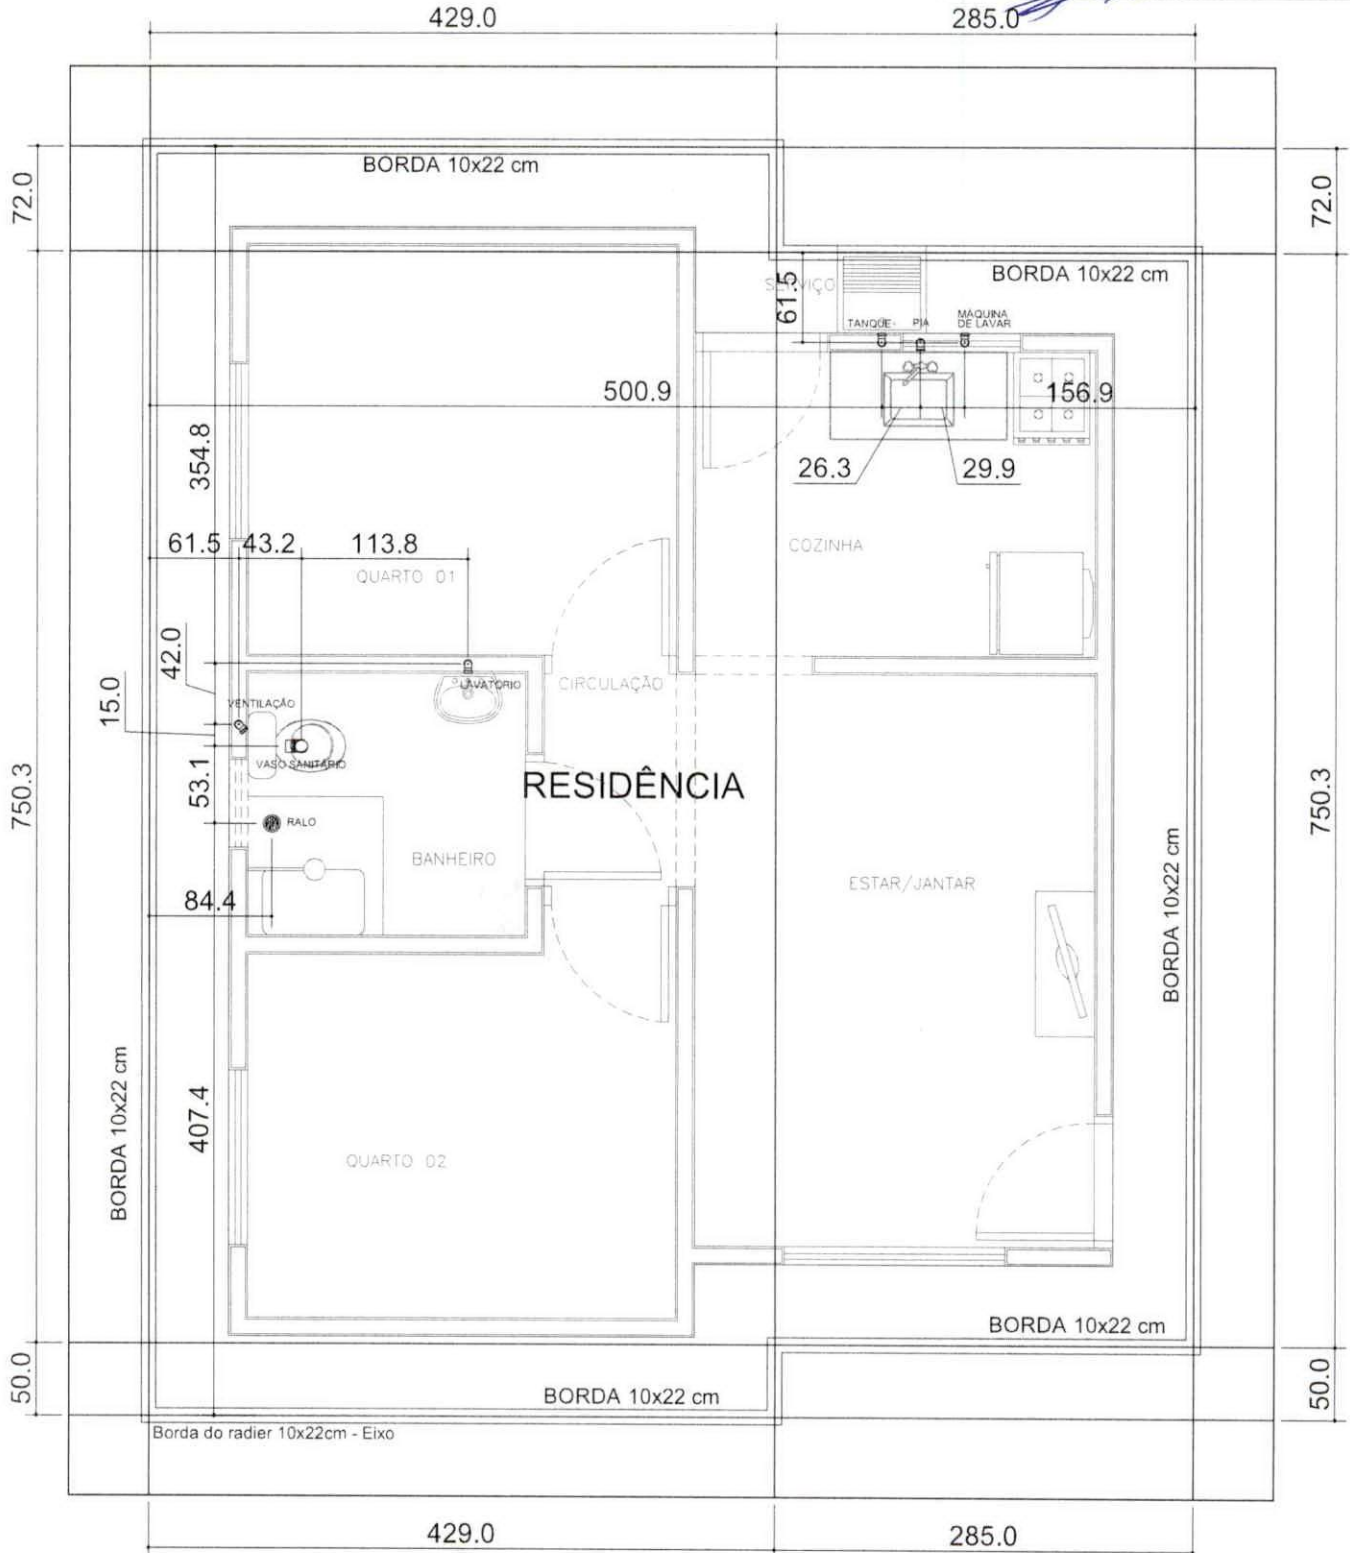 429.0
285.0
72.0
72.0
BORDA 10x22 cm
BORDA 10x22 cm
SERVIÇO
61.5
TANQUE
PIA
MÁQUINA
DE LAVAR
500.9
156.9
354.8
26.3
29.9
61.5
43.2
113.8
COZINHA
QUARTO 01
42.0
15.0
LAVATORIO
CIRCULAÇÃO
VENTILAÇÃO
VASO SANITÁRIO
53.1
750.3
750.3
RESIDÊNCIA
RALO
BANHEIRO
ESTAR/JANTAR
84.4
BORDA 10x22 cm
BORDA 10x22 cm
407.4
QUARTO 02
BORDA 10x22 cm
50.0
50.0
BORDA 10x22 cm
Borda do radier 10x22cm - Eixo
429.0
285.0